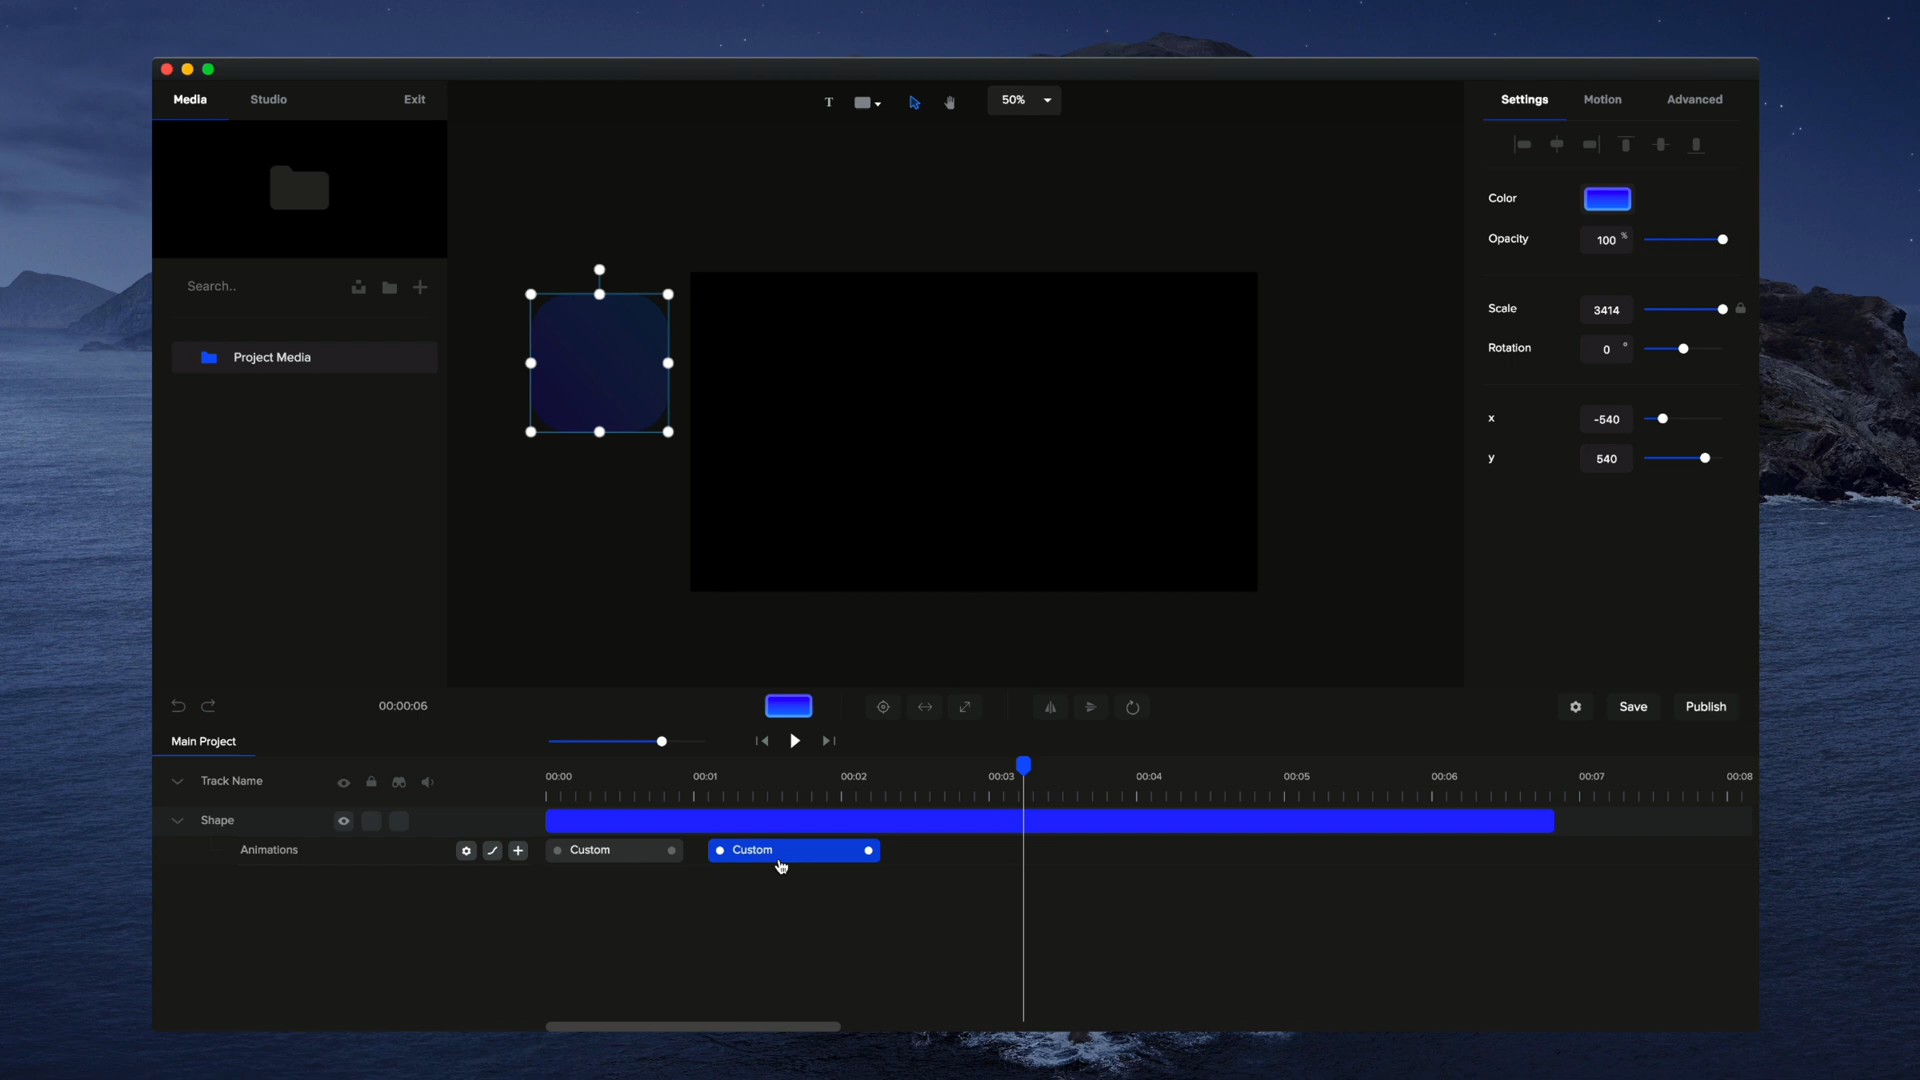 Media Studio Exit
T 50%
Settings Motion Advanced
Color
Opacity 100 %
Search..
Scale 3414
Rotation 0 °
Project Media
x -540
y 540
00:00:06
Save Publish
Main Project
Track Name
00:00 00:01 00:02 00:03 00:04 00:05 00:06 00:07 00:08
Shape
Animations Custom Custom